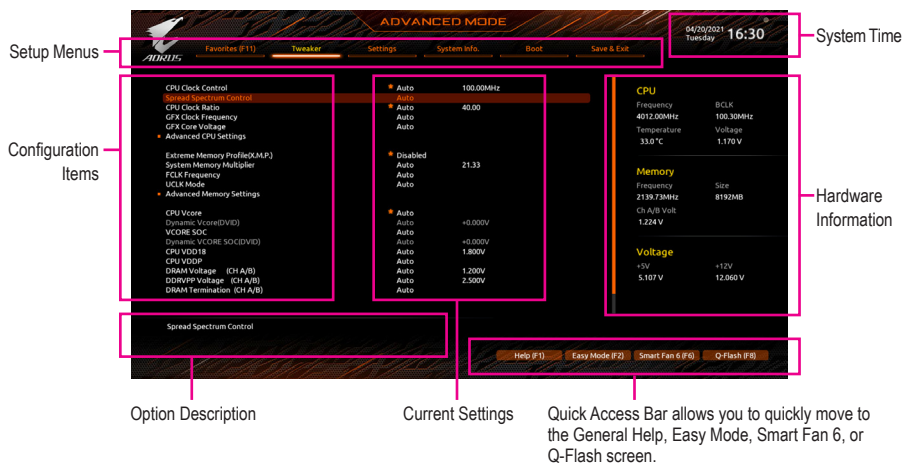 ADVANCED MODE
04/20/2021
Tuesday
16:30
System Time
Setup Menus
AORUS
Favorites (F11) Tweaker Settings System Info. Boot Save & Exit
CPU Clock Control Auto 100.00MHz
Spread Spectrum Control Auto
CPU Clock Ratio Auto 40.00
GFX Clock Frequency Auto
GFX Core Voltage Auto
Advanced CPU Settings
Extreme Memory Profile(X.M.P.) Disabled
System Memory Multiplier Auto 21.33
FCLK Frequency Auto
UCLK Mode Auto
Advanced Memory Settings
CPU Vcore Auto
Dynamic Vcore(DVID) Auto +0.000V
VCORE SOC Auto
Dynamic VCORE SOC(DVID) Auto +0.000V
CPU VDD18 Auto 1.800V
CPU VDDP Auto
DRAM Voltage (CH A/B) Auto 1.200V
DDRVPP Voltage (CH A/B) Auto 2.500V
DRAM Termination (CH A/B) Auto
Configuration
Items
CPU
Frequency BCLK
4012.00MHz 100.30MHz
Temperature Voltage
33.0 °C 1.170 V
Memory
Frequency Size
2139.73MHz 8192MB
Ch A/B Volt
1.224 V
Voltage
+5V +12V
5.107 V 12.060 V
Hardware
Information
Spread Spectrum Control
Help (F1) Easy Mode (F2) Smart Fan 6 (F6) Q-Flash (F8)
Option Description
Current Settings
Quick Access Bar allows you to quickly move to
the General Help, Easy Mode, Smart Fan 6, or
Q-Flash screen.